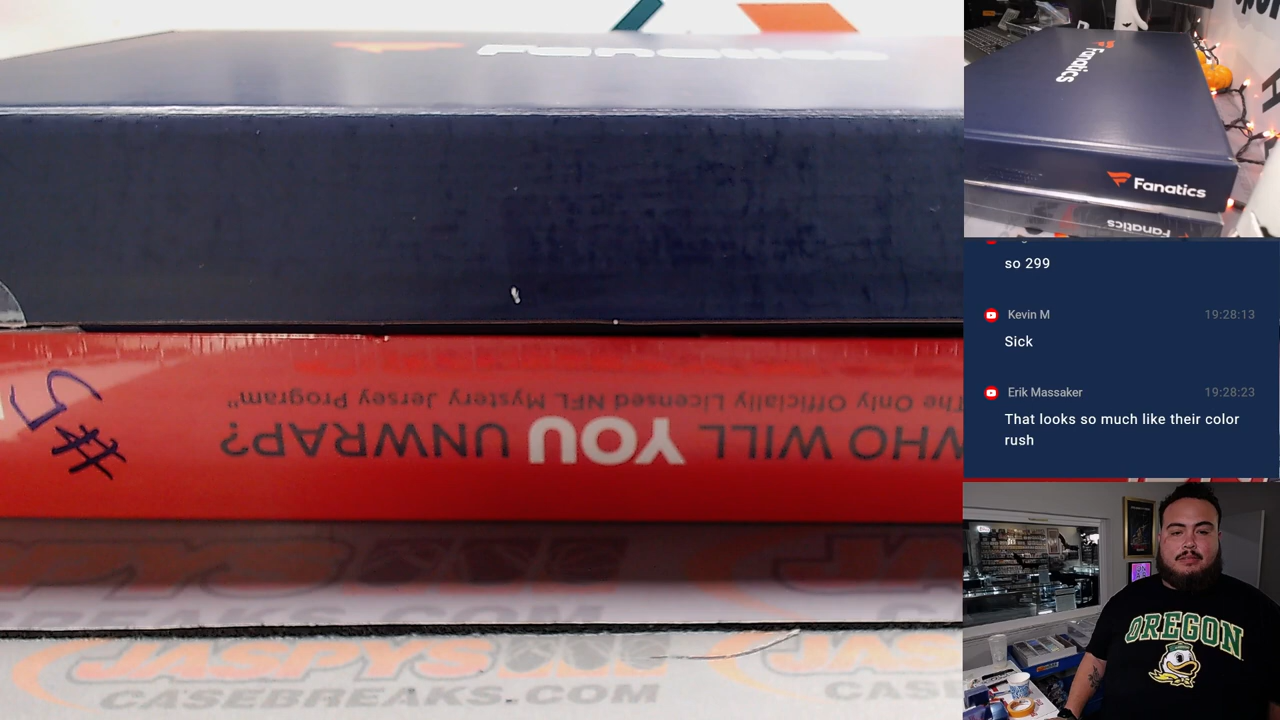 Fanatics
#5
The Only Officially Licensed NFL Mystery Jersey Program"
WHO WILL YOU UNWRAP?
JASPYS
CASEBREAKS.COM
Fanatics
Fanatics
Fanatics
so 299
Kevin M 19:28:13
Sick
Erik Massaker 19:28:23
That looks so much like their color
rush
OREGON